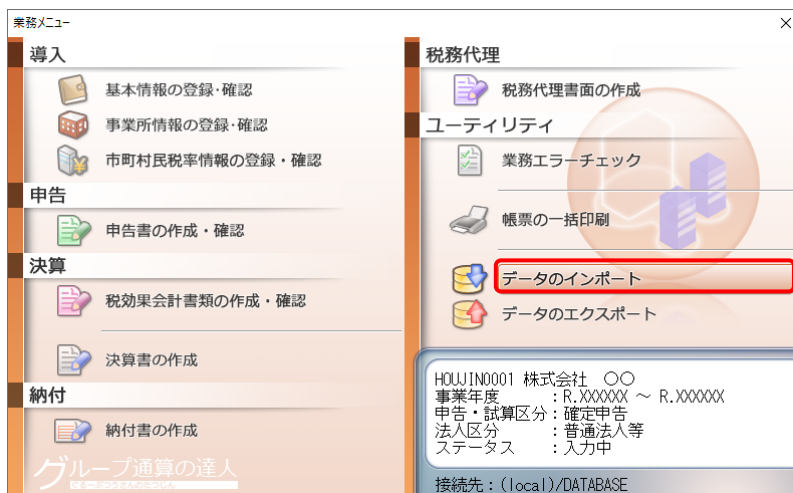 業務メニュー
導入
基本情報の登録・確認
事業所情報の登録・確認
市町村民税率情報の登録・確認
申告
申告書の作成・確認
決算
税効果会計書類の作成・確認
決算書の作成
納付
納付書の作成
グループ通算の達人
税務代理
税務代理書面の作成
ユーティリティ
業務エラーチェック
帳票の一括印刷
データのインポート
データのエクスポート
HOUJIN0001 株式会社 ○○
事業年度 : R.XXXXXX ~ R.XXXXXX
申告・試算区分 : 確定申告
法人区分 : 普通法人等
ステータス : 入力中
接続先 : (local)/DATABASE